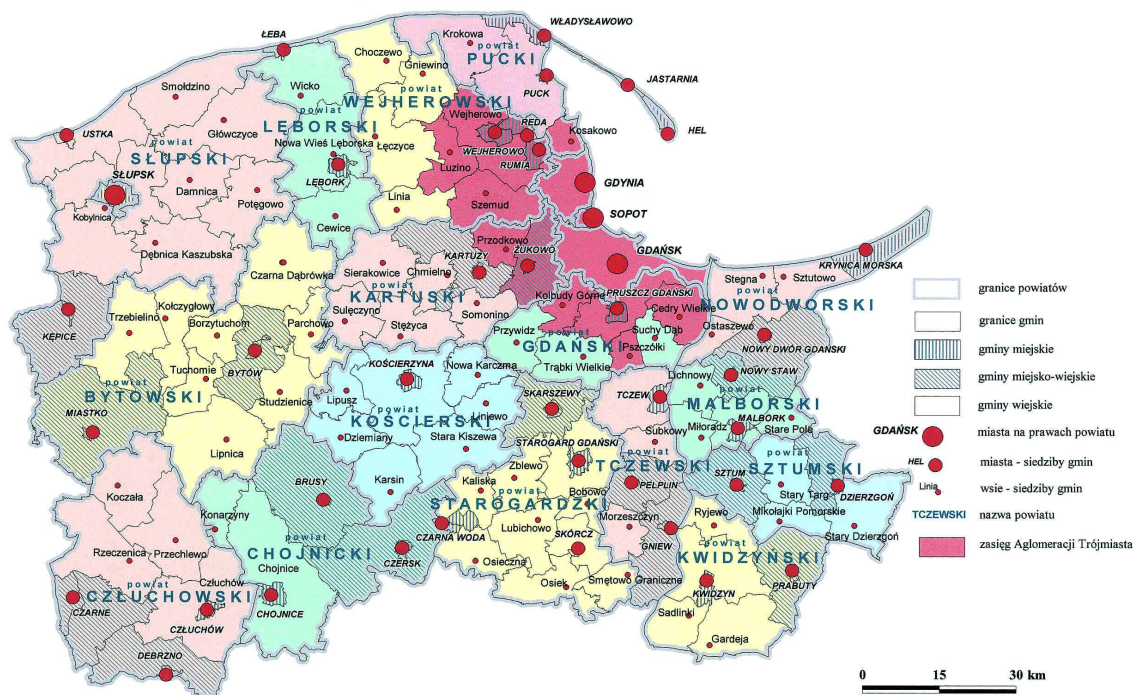 WŁADYSŁAWOWO
Krokowa
ŁEBA
powiat
PUCKI
Choczewo
Gniewino
JASTARNIA
powiat
WEJHEROWSKI
PUCK
Smołdzino
Wicko
Wejherowo
REDA
HEL
USTKA
Główczyce
powiat
LĘBORSKI
Kosakowo
powiat
SŁUPSKI
Nowa Wieś Lęborska
Łęczyce
WEJHEROWO
RUMIA
SŁUPSK
LĘBORK
Luzino
GDYNIA
Damnica
Potęgowo
Linia
Szemud
Kobylnica
SOPOT
Cewice
Dębnica Kaszubska
Przodkowo
ŻUKOWO
GDAŃSK
KARTUZY
Czarna Dąbrówka
Sierakowice
Chmielno
KRYNICA MORSKA
powiat
KARTUSKI
Stegna
Sztutowo
Kołczygłowy
Sulęczyno
Somonino
Kolbudy Górne
PRUSZCZ GDAŃSKI
powiat
NOWODWORSKI
Trzebielino
Borzytuchom
Parchowo
Stężyca
Cedry Wielkie
KĘPICE
Przywidz
powiat
GDAŃSKI
Suchy Dąb
Ostaszewo
Pszczółki
NOWY DWÓR GDAŃSKI
BYTÓW
KOŚCIERZYNA
Nowa Karczma
Trąbki Wielkie
Tuchomie
NOWY STAW
powiat
BYTOWSKI
Lichnowy
Studzienice
Lipusz
SKARSZEWY
TCZEW
powiat
MALBORSKI
MIASTKO
powiat
KOŚCIERSKI
Liniewo
MALBORK
Miłoradz
Stare Pole
Dziemiany
Stara Kiszewa
STAROGARD GDAŃSKI
Subkowy
Lipnica
powiat
TCZEWSKI
powiat
SZTUMSKI
Zblewo
SZTUM
BRUSY
Karsin
Kaliska
PELPLIN
Stary Targ
DZIERZGOŃ
Koczała
powiat
STAROGARDZKI
Bobowo
Mikołajki Pomorskie
Konarzyny
Morzeszczyn
Ryjewo
Stary Dzierzgoń
CZARNA WODA
Lubichowo
GNIEW
Rzeczenica
Przechlewo
powiat
CHOJNICKI
CZERSK
SKÓRCZ
powiat
KWIDZYŃSKI
Chojnice
Osieczna
Człuchów
powiat
CZŁUCHOWSKI
Osiek
Smętowo Graniczne
PRABUTY
KWIDZYN
CZARNE
CHOJNICE
CZŁUCHÓW
Sadlinki
Gardeja
DEBRZNO
granice powiatów
granice gmin
gminy miejskie
gminy miejsko-wiejskie
gminy wiejskie
GDAŃSK miasta na prawach powiatu
HEL miasta - siedziby gmin
Linia wsie - siedziby gmin
TCZEWSKI nazwa powiatu
zasięg Aglomeracji Trójmiasta
0 15 30 km